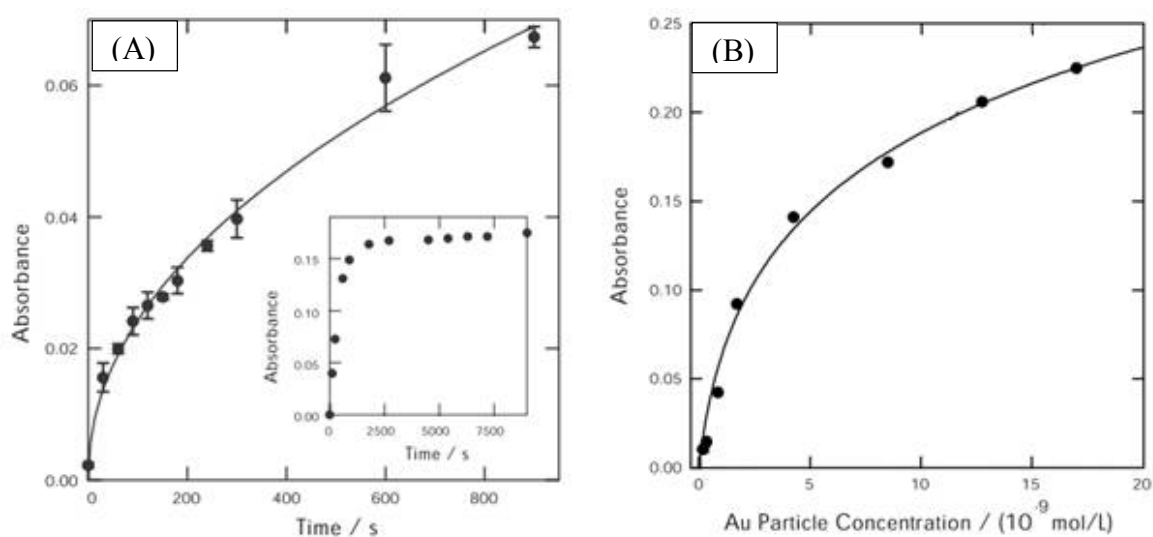 (A)
0.06
0.04
0.02
0.00
Absorbance
0 200 400 600 800
Time / s
0.15
0.10
0.05
0.00
Absorbance
0 2500 5000 7500
Time / s
(B)
0.25
0.20
0.15
0.10
0.05
0.00
Absorbance
0 5 10 15 20
Au Particle Concentration / (10⁻⁹ mol/L)